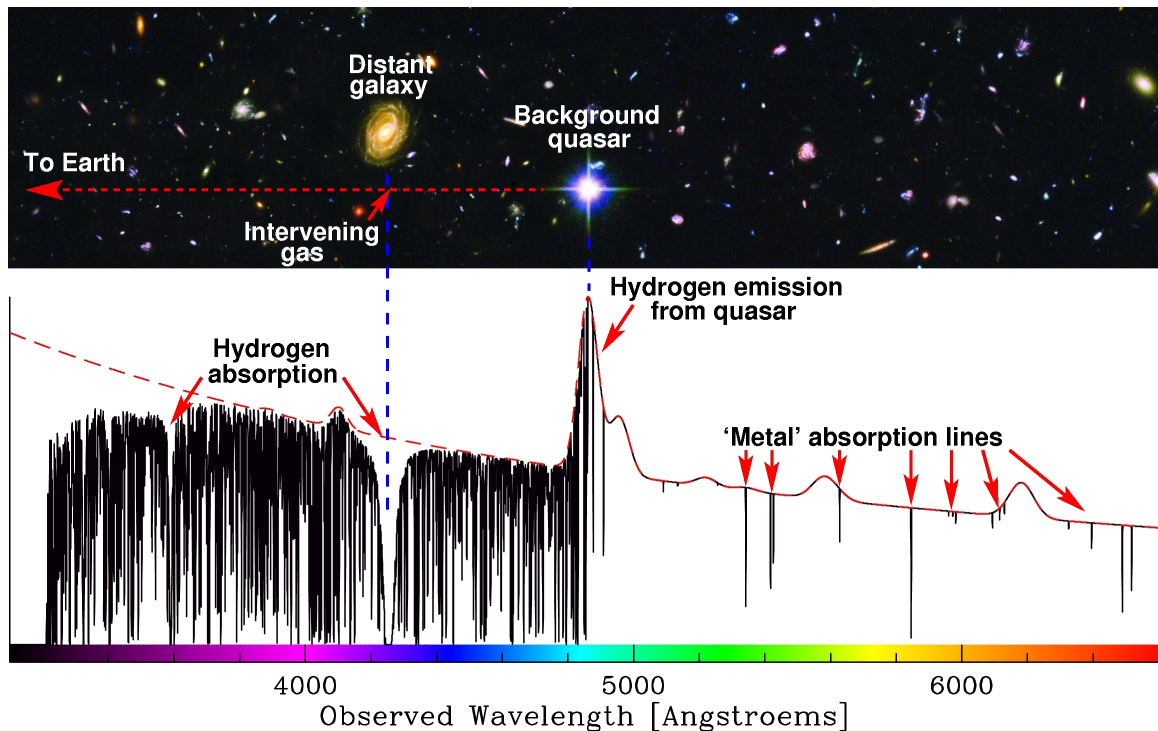 Distant
galaxy
Background
quasar
To Earth
Intervening
gas
Hydrogen emission
from quasar
Hydrogen
absorption
‘Metal’ absorption lines
4000
5000
6000
Observed Wavelength [Angstroems]